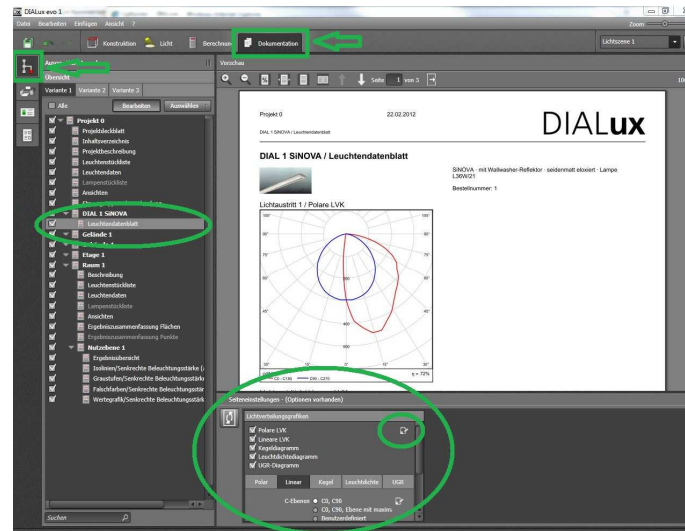 DIALux evo 1
Datei Bearbeiten Einfügen Ansicht ?
Zoom
Konstruktion Licht Berechnung Dokumentation
Lichtszene 1
Übersicht
Variante 1 Variante 2 Variante 3
Alle Bearbeiten Auswählen
Projekt 0
Projektdeckblatt
Inhaltsverzeichnis
Projektbeschreibung
Leuchtenstückliste
Leuchtendaten
Lampenstückliste
Ansichten
DIAL 1 SiNOVA
Leuchtendatenblatt
Gelände 1
Etage 1
Raum 1
Beschreibung
Leuchtenstückliste
Leuchtendaten
Lampenstückliste
Ansichten
Ergebniszusammenfassung Flächen
Ergebniszusammenfassung Punkte
Nutzebene 1
Ergebnisübersicht
Isolinien/Senkrechte Beleuchtungsstärke (
Graustufen/Senkrechte Beleuchtungsstärk
Falschfarben/Senkrechte Beleuchtungsstär
Wertegrafik/Senkrechte Beleuchtungsstärk
Suchen
Vorschau
Seite 1 von 3
Projekt 0 22.02.2012
DIALux
DIAL 1 SiNOVA / Leuchtendatenblatt
DIAL 1 SiNOVA / Leuchtendatenblatt
SiNOVA · mit Wallwasher-Reflektor · seidenmatt eloxiert · Lampe
L36W/21
Bestellnummer: 1
Lichtaustritt 1 / Polare LVK
η = 72%
Seiteneinstellungen - (Optionen vorhanden)
Lichtverteilungsgrafiken
Polare LVK
Lineare LVK
Kegeldiagramm
Leuchtdichtediagramm
UGR-Diagramm
Polar Linear Kegel Leuchtdichte UGR
C-Ebenen C0, C90
C0, C90, Ebene mit maxim.
Benutzerdefiniert